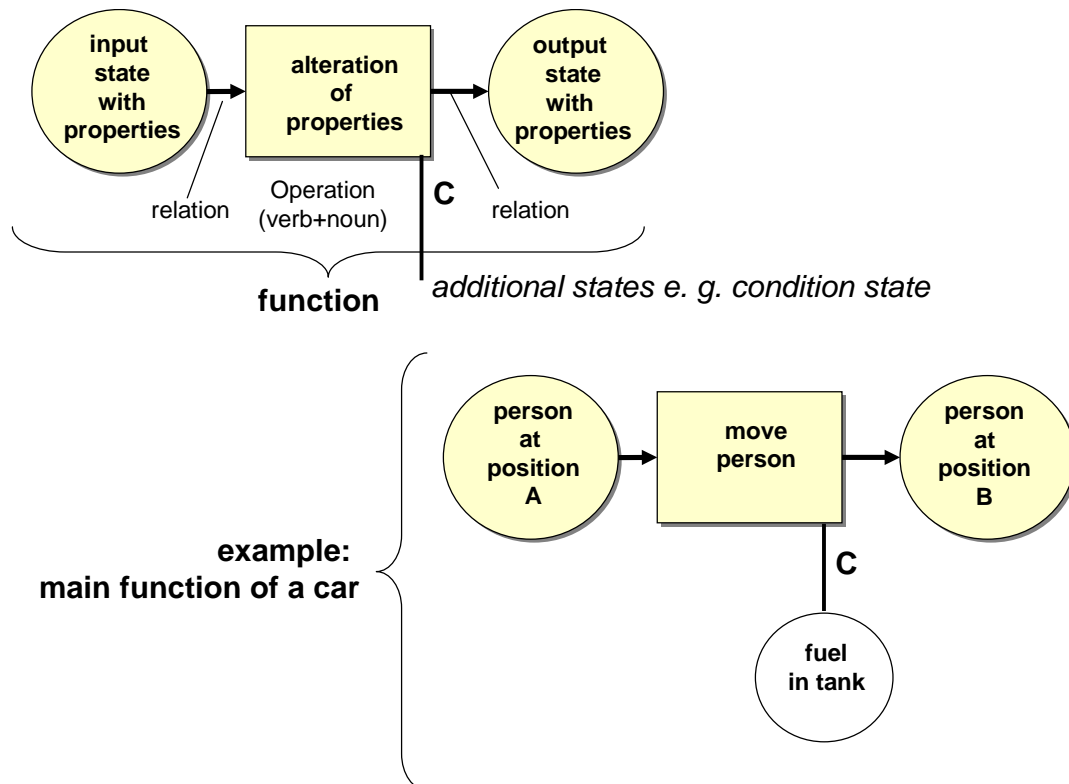 input
state
with
properties
alteration
of
properties
output
state
with
properties
relation
Operation
(verb+noun)
C
relation
function
additional states e. g. condition state
person
at
position
A
move
person
person
at
position
B
example:
main function of a car
C
fuel
in tank